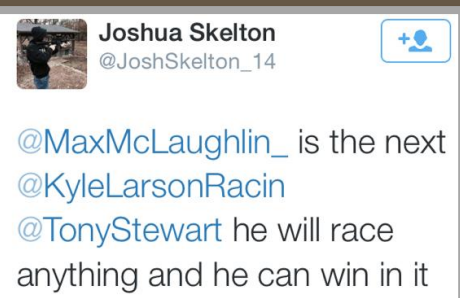 Joshua Skelton
@JoshSkelton_14
@MaxMcLaughlin_ is the next
@KyleLarsonRacin
@TonyStewart he will race
anything and he can win in it